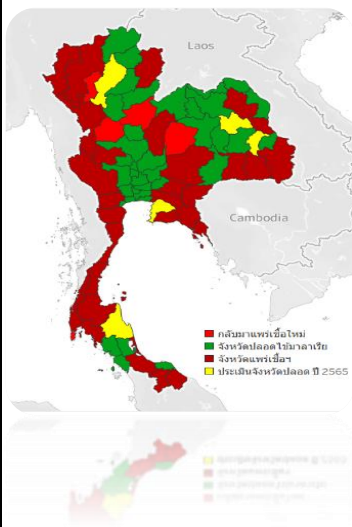 Laos
Cambodia
กลับมาแพร่เชื้อใหม่
จังหวัดปลอดไข้มาลาเรีย
จังหวัดแพร่เชื้อฯ
ประเมินจังหวัดปลอด ปี 2565